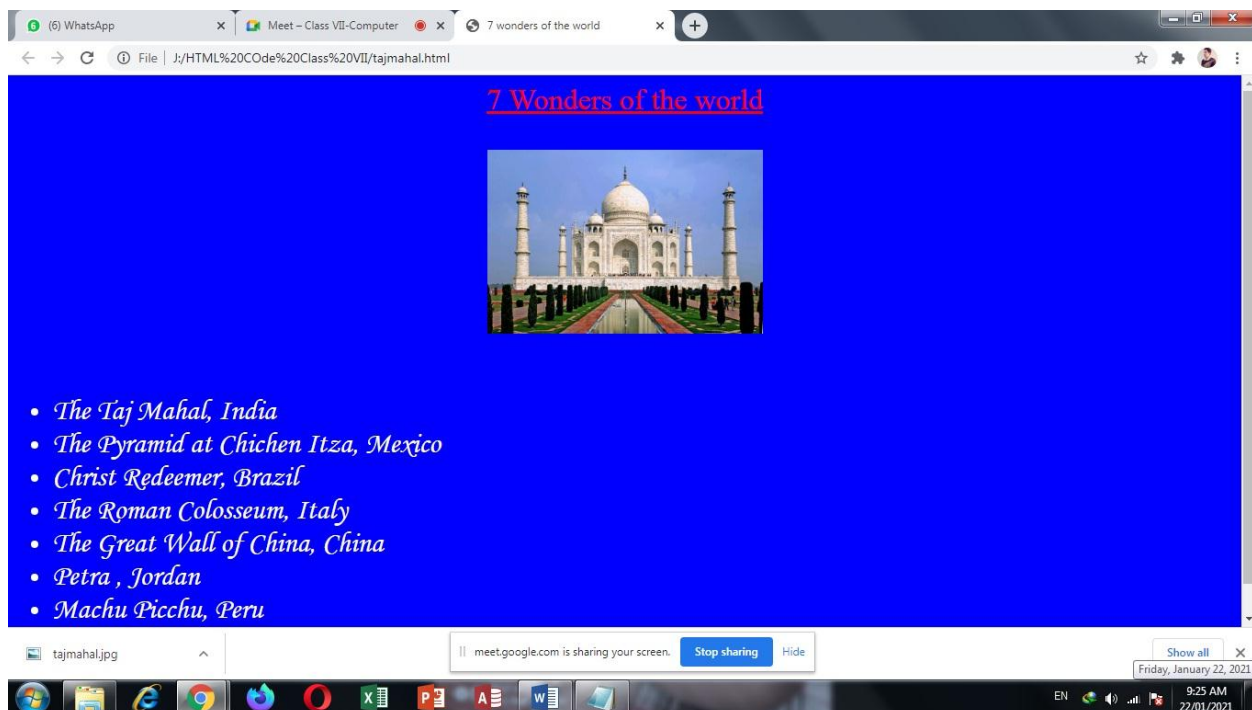 (6) WhatsApp
Meet – Class VII-Computer
7 wonders of the world
File | J:/HTML%20COde%20Class%20VII/tajmahal.html
7 Wonders of the world
• The Taj Mahal, India
• The Pyramid at Chichen Itza, Mexico
• Christ Redeemer, Brazil
• The Roman Colosseum, Italy
• The Great Wall of China, China
• Petra , Jordan
• Machu Picchu, Peru
tajmahal.jpg
meet.google.com is sharing your screen.
Stop sharing
Hide
Show all
Friday, January 22, 2021
EN
9:25 AM
22/01/2021